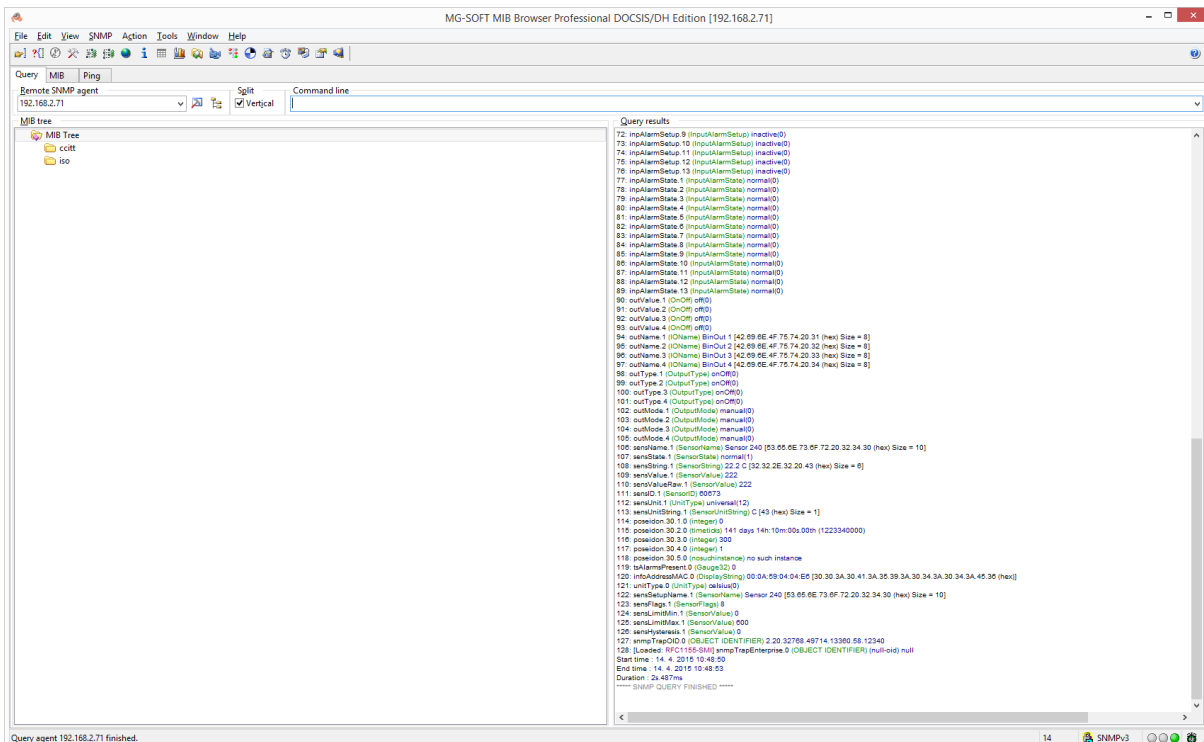 MG-SOFT MIB Browser Professional DOCSIS/DH Edition [192.168.2.71]
File Edit View SNMP Action Tools Window Help
Query MIB Ping
Remote SNMP agent Split Command line
192.168.2.71 Vertical
MIB tree
MIB Tree
ccitt
iso
Query results
72: inpAlarmSetup.9 (InputAlarmSetup) inactive(0)
73: inpAlarmSetup.10 (InputAlarmSetup) inactive(0)
74: inpAlarmSetup.11 (InputAlarmSetup) inactive(0)
75: inpAlarmSetup.12 (InputAlarmSetup) inactive(0)
76: inpAlarmSetup.13 (InputAlarmSetup) inactive(0)
77: inpAlarmState.1 (InputAlarmState) normal(0)
78: inpAlarmState.2 (InputAlarmState) normal(0)
79: inpAlarmState.3 (InputAlarmState) normal(0)
80: inpAlarmState.4 (InputAlarmState) normal(0)
81: inpAlarmState.5 (InputAlarmState) normal(0)
82: inpAlarmState.6 (InputAlarmState) normal(0)
83: inpAlarmState.7 (InputAlarmState) normal(0)
84: inpAlarmState.8 (InputAlarmState) normal(0)
85: inpAlarmState.9 (InputAlarmState) normal(0)
86: inpAlarmState.10 (InputAlarmState) normal(0)
87: inpAlarmState.11 (InputAlarmState) normal(0)
88: inpAlarmState.12 (InputAlarmState) normal(0)
89: inpAlarmState.13 (InputAlarmState) normal(0)
90: outValue.1 (OnOff) off(0)
91: outValue.2 (OnOff) off(0)
92: outValue.3 (OnOff) off(0)
93: outValue.4 (OnOff) off(0)
94: outName.1 (IOName) BinOut 1 [42.69.6E.4F.75.74.20.31 (hex) Size = 8]
95: outName.2 (IOName) BinOut 2 [42.69.6E.4F.75.74.20.32 (hex) Size = 8]
96: outName.3 (IOName) BinOut 3 [42.69.6E.4F.75.74.20.33 (hex) Size = 8]
97: outName.4 (IOName) BinOut 4 [42.69.6E.4F.75.74.20.34 (hex) Size = 8]
98: outType.1 (OutputType) onOff(0)
99: outType.2 (OutputType) onOff(0)
100: outType.3 (OutputType) onOff(0)
101: outType.4 (OutputType) onOff(0)
102: outMode.1 (OutputMode) manual(0)
103: outMode.2 (OutputMode) manual(0)
104: outMode.3 (OutputMode) manual(0)
105: outMode.4 (OutputMode) manual(0)
106: sensName.1 (SensorName) Sensor 240 [53.65.6E.73.6F.72.20.32.34.30 (hex) Size = 10]
107: sensState.1 (SensorState) normal(1)
108: sensString.1 (SensorString) 22.2 C [32.32.2E.32.20.43 (hex) Size = 6]
109: sensValue.1 (SensorValue) 222
110: sensValueRaw.1 (SensorValue) 222
111: sensID.1 (SensorID) 60673
112: sensUnit.1 (UnitType) universal(12)
113: sensUnitString.1 (SensorUnitString) C [43 (hex) Size = 1]
114: poseidon.30.1.0 (integer) 0
115: poseidon.30.2.0 (timeticks) 141 days 14h:10m:00s.00th (1223340000)
116: poseidon.30.3.0 (integer) 300
117: poseidon.30.4.0 (integer) 1
118: poseidon.30.5.0 (nosuchinstance) no such instance
119: tsAlarmsPresent.0 (Gauge32) 0
120: infoAddressMAC.0 (DisplayString) 00:0A:59:04:04:E6 [30.30.3A.30.41.3A.35.39.3A.30.34.3A.30.34.3A.45.36 (hex)]
121: unitType.0 (UnitType) celsius(0)
122: sensSetupName.1 (SensorName) Sensor 240 [53.65.6E.73.6F.72.20.32.34.30 (hex) Size = 10]
123: sensFlags.1 (SensorFlags) 8
124: sensLimitMin.1 (SensorValue) 0
125: sensLimitMax.1 (SensorValue) 600
126: sensHysteresis.1 (SensorValue) 0
127: snmpTrapOID.0 (OBJECT IDENTIFIER) 2.20.32768.49714.13360.58.12340
128: [Loaded: RFC1155-SMI] snmpTrapEnterprise.0 (OBJECT IDENTIFIER) (null-oid) null
Start time : 14. 4. 2015 10:48:50
End time : 14. 4. 2015 10:48:53
Duration : 2s.487ms
***** SNMP QUERY FINISHED *****
Query agent 192.168.2.71 finished. 14 SNMPv3